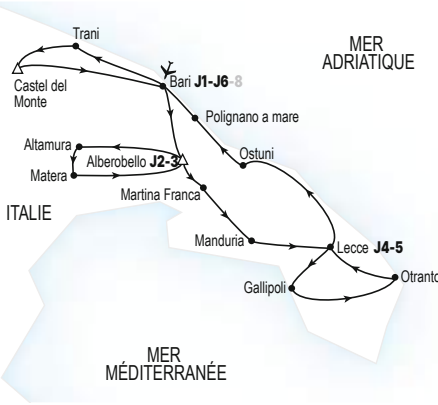 Trani
MER
ADRIATIQUE
Castel del
Monte
Bari J1-J6-8
Polignano a mare
Altamura
Alberobello J2-3
Ostuni
Matera
Martina Franca
ITALIE
Manduria
Lecce J4-5
Gallipoli
Otranto
MER
MÉDITERRANÉE